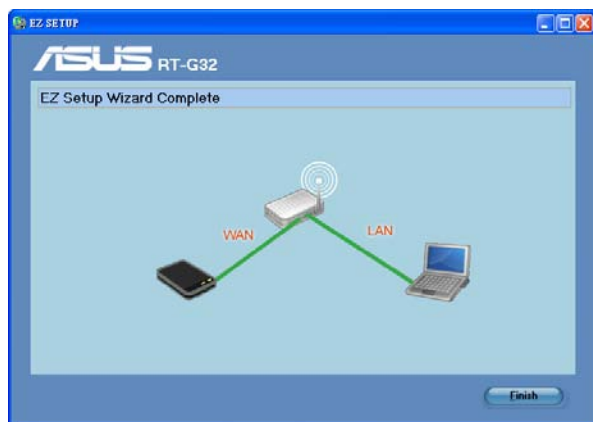 EZ SETUP
ASUS RT-G32
EZ Setup Wizard Complete
WAN
LAN
Finish